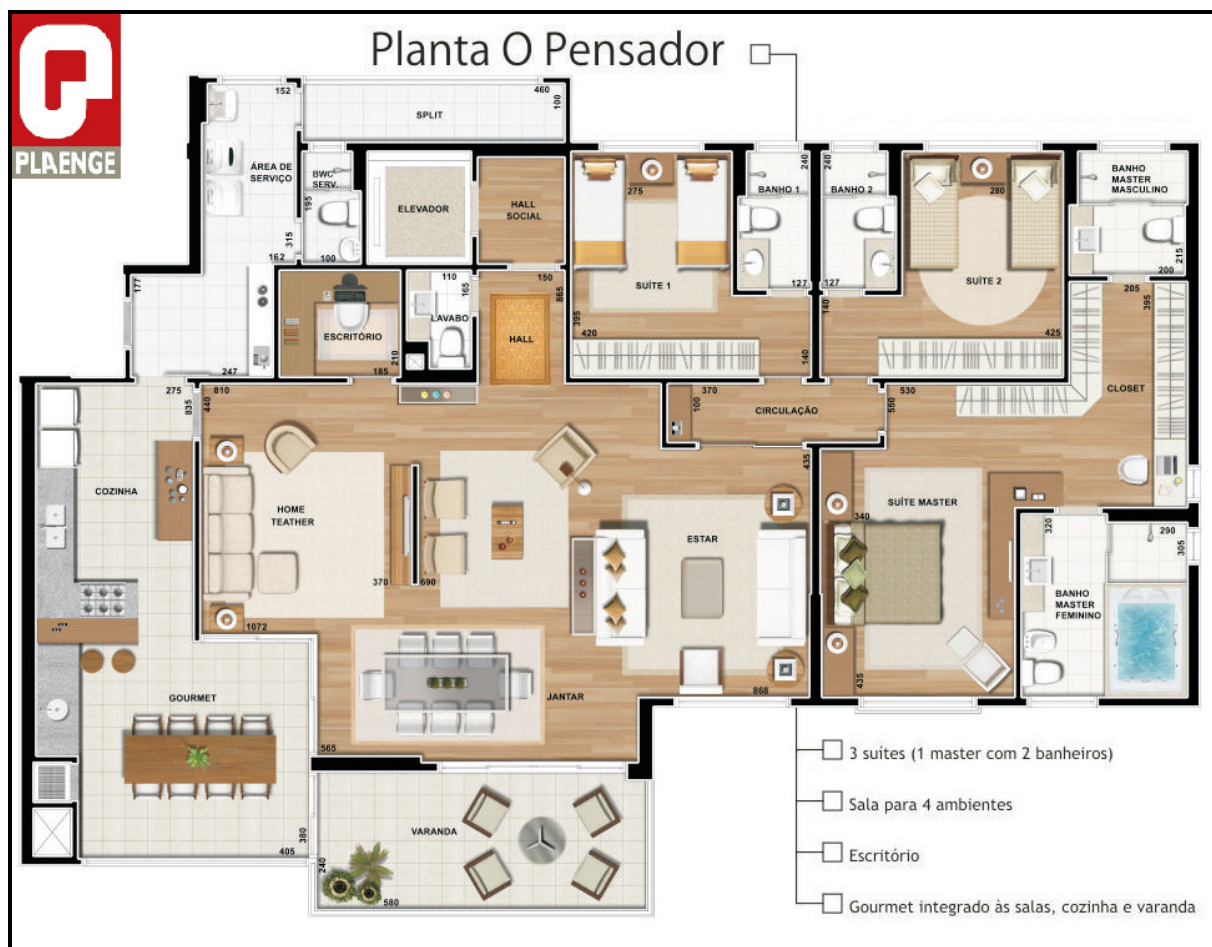 Planta O Pensador
PLAENGE
152
460
100
SPLIT
ÁREA DE
SERVIÇO
BWC
SERV.
195
315
100
162
177
247
ELEVADOR
HALL
SOCIAL
275
SUÍTE 1
395
420
240
BANHO 1
127
140
240
BANHO 2
127
140
280
SUÍTE 2
425
BANHO
MASTER
MASCULINO
215
200
205
395
CLOSET
ESCRITÓRIO
210
185
110
165
LAVABO
150
865
HALL
370
100
CIRCULAÇÃO
550
530
275
835
440
810
COZINHA
HOME
TEATHER
370
690
1072
ESTAR
435
868
SUÍTE MASTER
340
435
320
290
305
BANHO
MASTER
FEMININO
JANTAR
565
GOURMET
380
405
VARANDA
240
580
3 suítes (1 master com 2 banheiros)
Sala para 4 ambientes
Escritório
Gourmet integrado às salas, cozinha e varanda